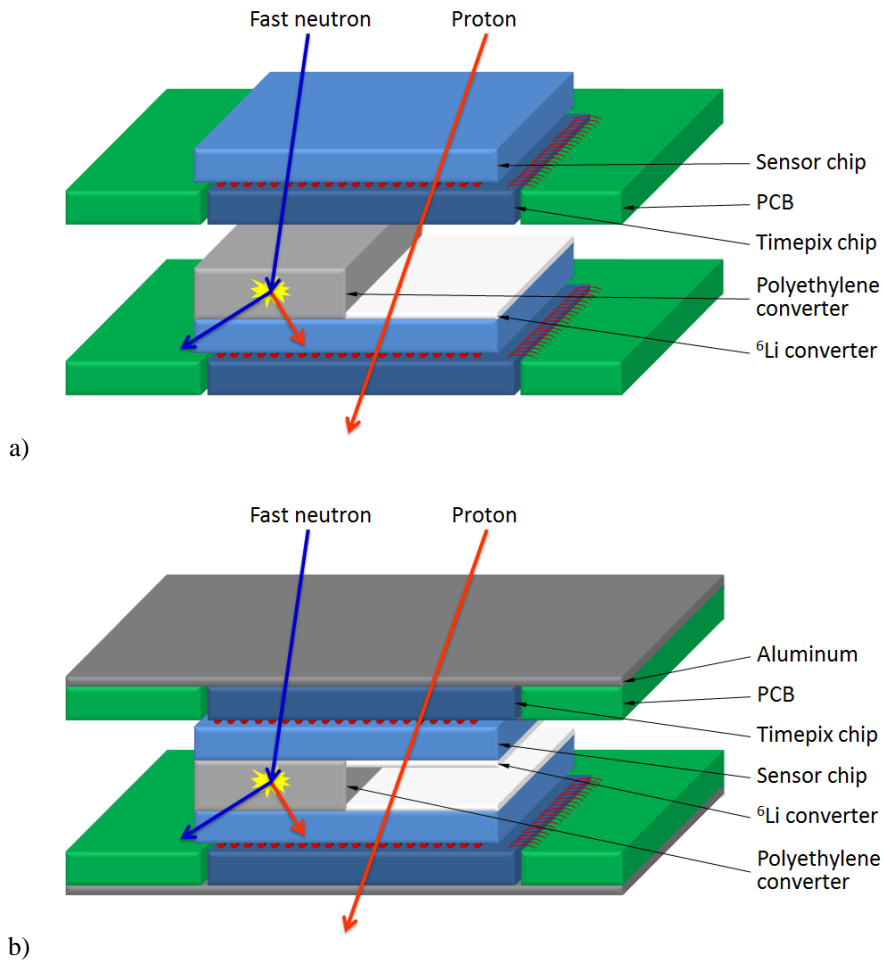 Fast neutron Proton
Sensor chip
PCB
Timepix chip
Polyethylene
converter
⁶Li converter
a)
Fast neutron Proton
Aluminum
PCB
Timepix chip
Sensor chip
⁶Li converter
Polyethylene
converter
b)